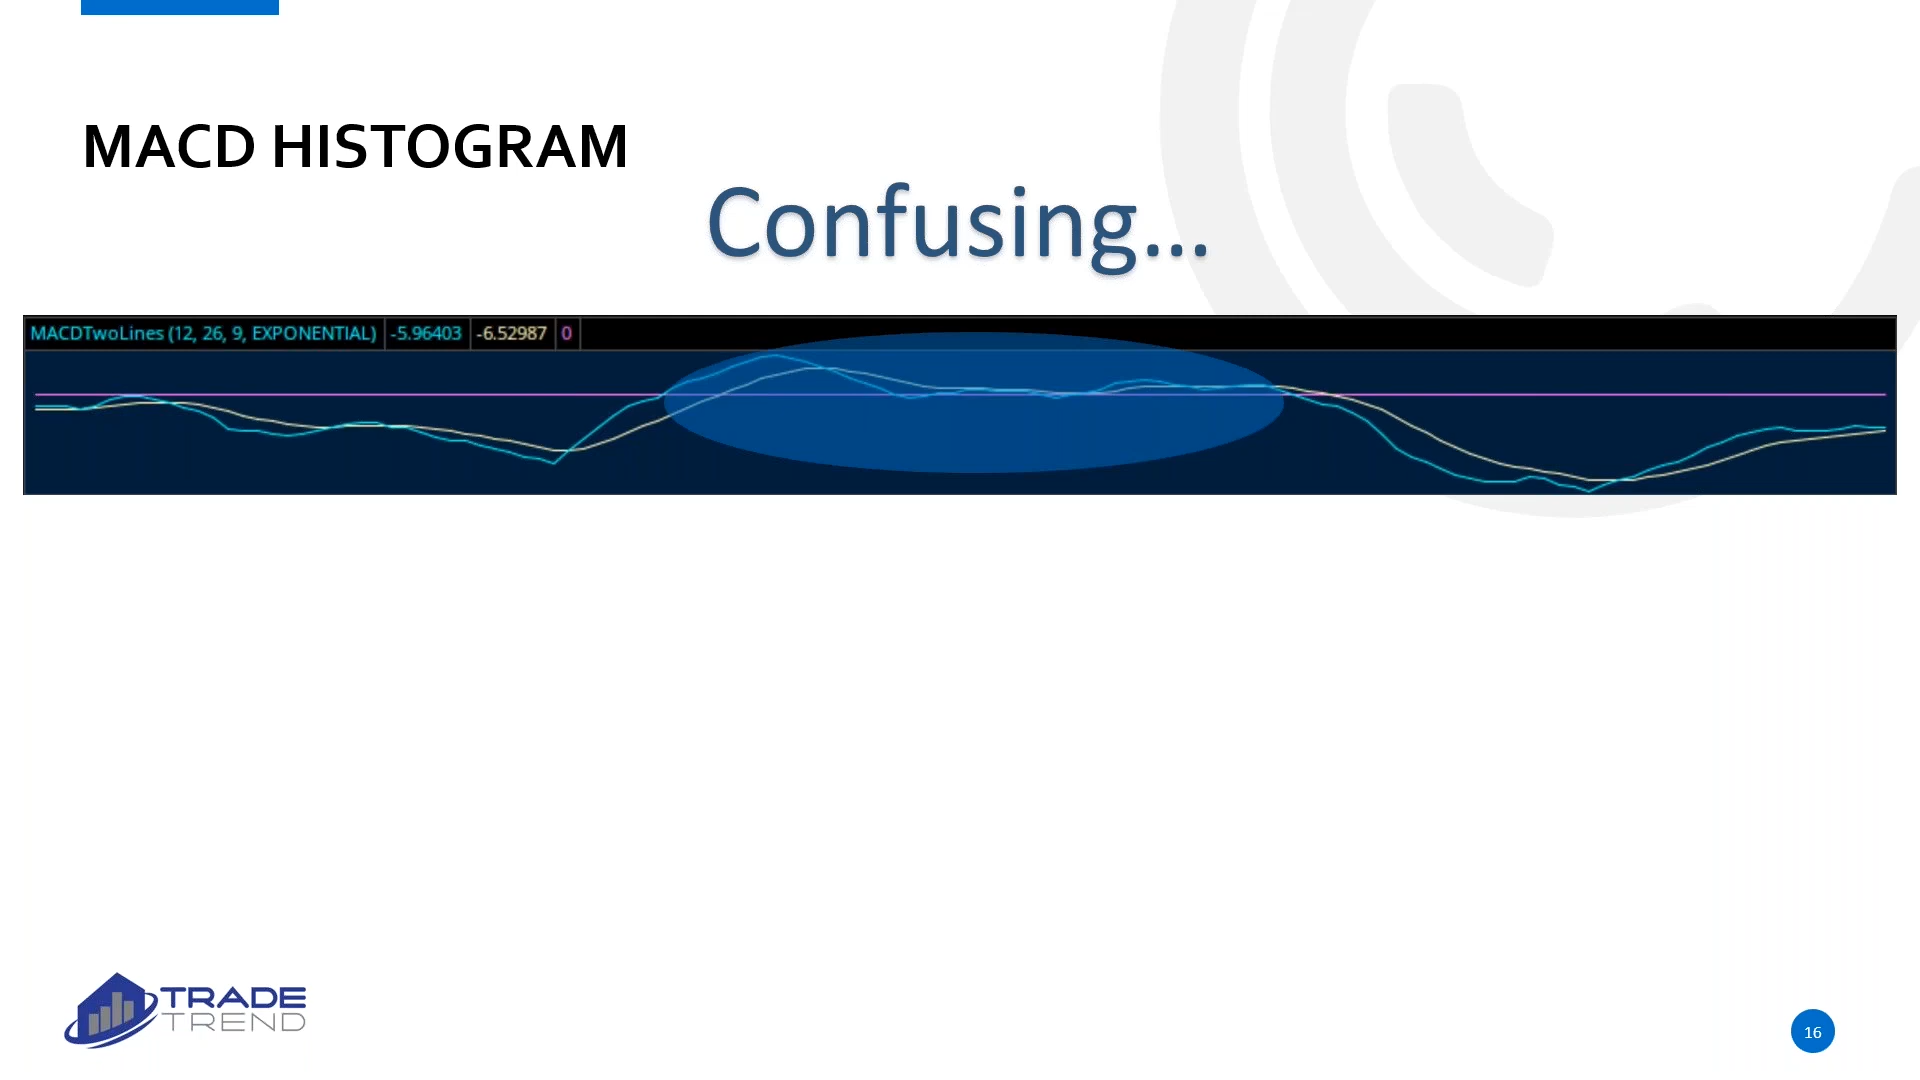 MACD HISTOGRAM
Confusing...
MACDTwoLines (12, 26, 9, EXPONENTIAL) -5.96403 -6.52987 0
TRADE
TREND
16